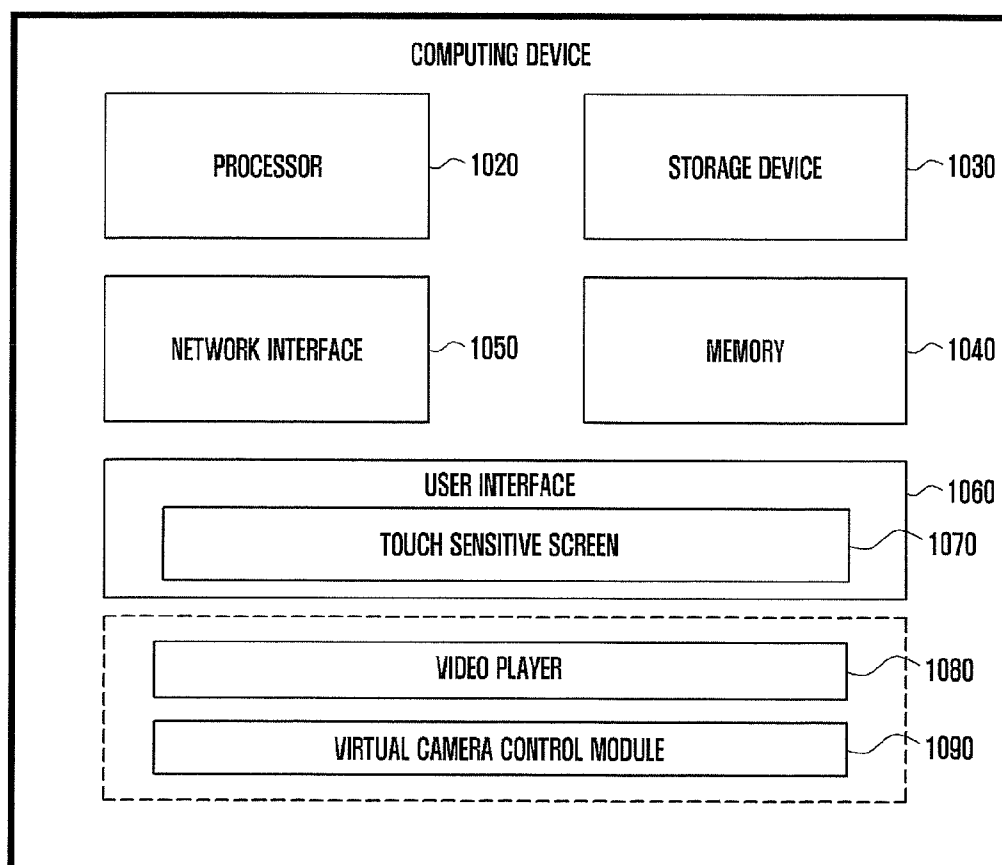 COMPUTING DEVICE
PROCESSOR
1020
STORAGE DEVICE
1030
NETWORK INTERFACE
1050
MEMORY
1040
USER INTERFACE
1060
TOUCH SENSITIVE SCREEN
1070
VIDEO PLAYER
1080
VIRTUAL CAMERA CONTROL MODULE
1090